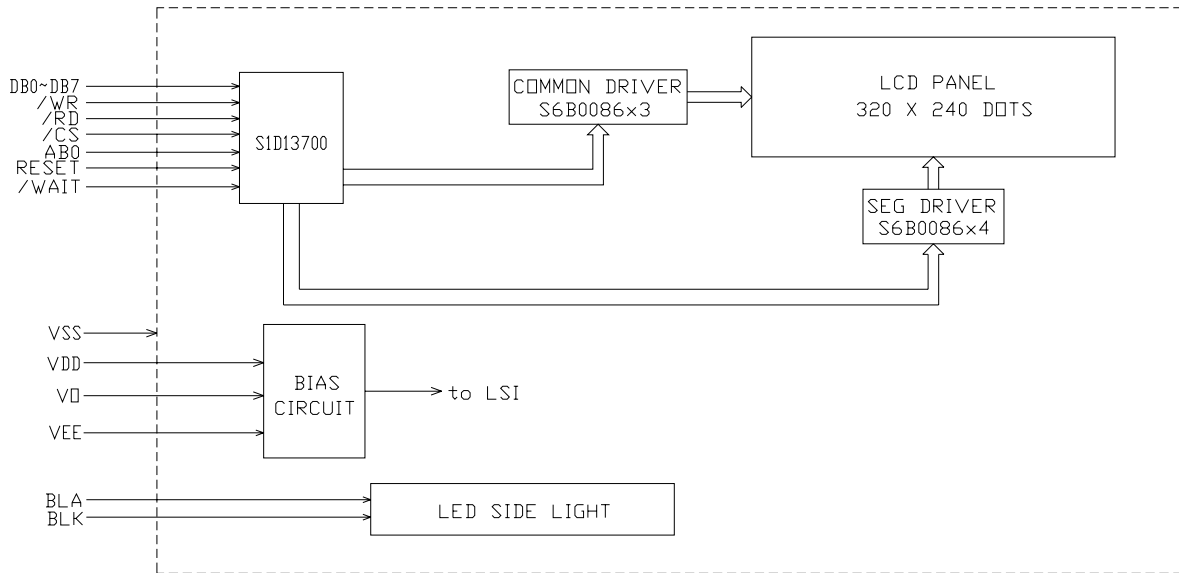 DB0~DB7
/WR
/RD
/CS
AB0
RESET
/WAIT
S1D13700
COMMON DRIVER
S6B0086x3
LCD PANEL
320 X 240 DOTS
SEG DRIVER
S6B0086x4
VSS
VDD
V0
VEE
BIAS
CIRCUIT
to LSI
BLA
BLK
LED SIDE LIGHT